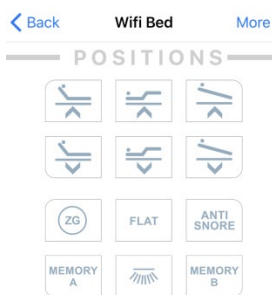 Back Wifi Bed More
POSITIONS
ZG FLAT ANTI
SNORE
MEMORY
A
MEMORY
B